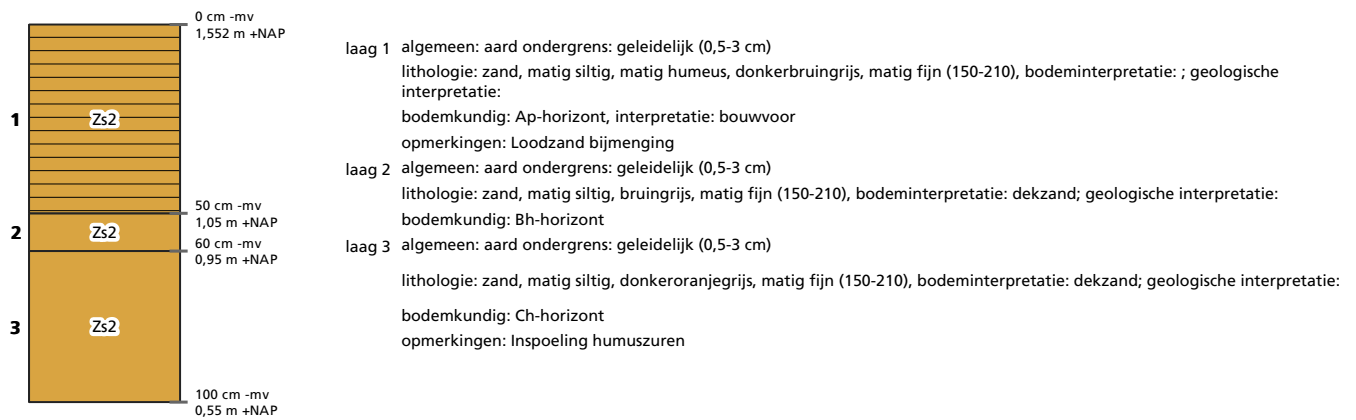 0 cm -mv
1,552 m +NAP
laag 1 algemeen: aard ondergrens: geleidelijk (0,5-3 cm)
lithologie: zand, matig siltig, matig humeus, donkerbruingrijs, matig fijn (150-210), bodeminterpretatie: ; geologische
interpretatie:
1 Zs2
bodemkundig: Ap-horizont, interpretatie: bouwvoor
opmerkingen: Loodzand bijmenging
laag 2 algemeen: aard ondergrens: geleidelijk (0,5-3 cm)
lithologie: zand, matig siltig, bruingrijs, matig fijn (150-210), bodeminterpretatie: dekzand; geologische interpretatie:
50 cm -mv
1,05 m +NAP
bodemkundig: Bh-horizont
2 Zs2
60 cm -mv
0,95 m +NAP
laag 3 algemeen: aard ondergrens: geleidelijk (0,5-3 cm)
lithologie: zand, matig siltig, donkeroranjegrijs, matig fijn (150-210), bodeminterpretatie: dekzand; geologische interpretatie:
bodemkundig: Ch-horizont
3 Zs2
opmerkingen: Inspoeling humuszuren
100 cm -mv
0,55 m +NAP